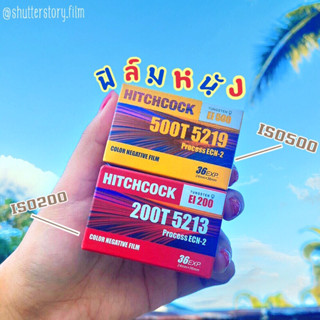 @shutterstory.film
ฟิล์มหนัง
HITCHCOCK
TUNGSTEN
EI 500
500T 5219
Process ECN-2
COLOR NEGATIVE FILM
36EXP.
ISO500
HITCHCOCK
TUNGSTEN
EI 200
200T 5213
Process ECN-2
COLOR NEGATIVE FILM
36EXP.
ISO200